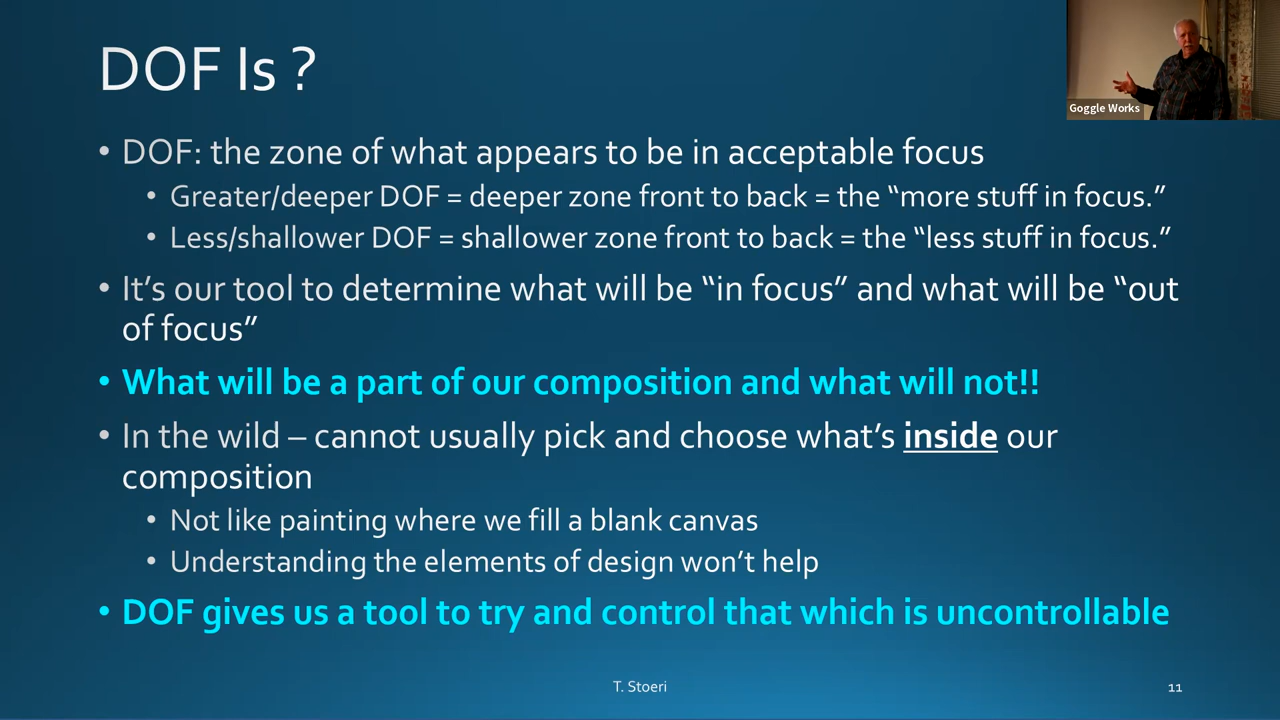 DOF Is ?
Goggle Works
• DOF: the zone of what appears to be in acceptable focus
• Greater/deeper DOF = deeper zone front to back = the “more stuff in focus.”
• Less/shallower DOF = shallower zone front to back = the “less stuff in focus.”
• It’s our tool to determine what will be “in focus” and what will be “out
of focus”
• What will be a part of our composition and what will not!!
• In the wild – cannot usually pick and choose what’s inside our
composition
• Not like painting where we fill a blank canvas
• Understanding the elements of design won’t help
• DOF gives us a tool to try and control that which is uncontrollable
T. Stoeri
11